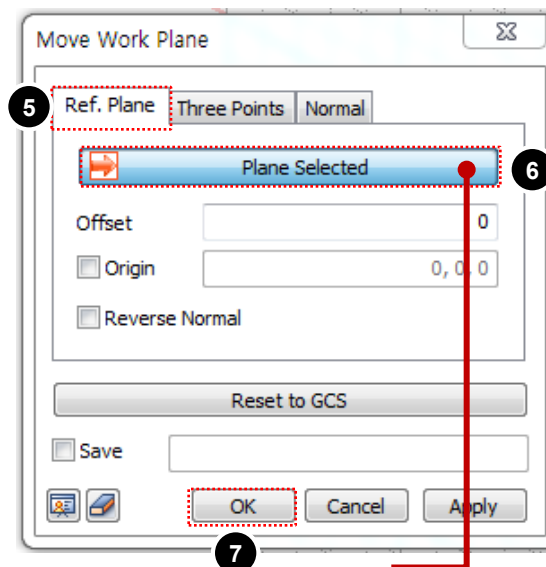 Move Work Plane
5 Ref. Plane Three Points Normal
Plane Selected 6
Offset 0
Origin 0, 0, 0
Reverse Normal
Reset to GCS
Save
OK Cancel Apply
7